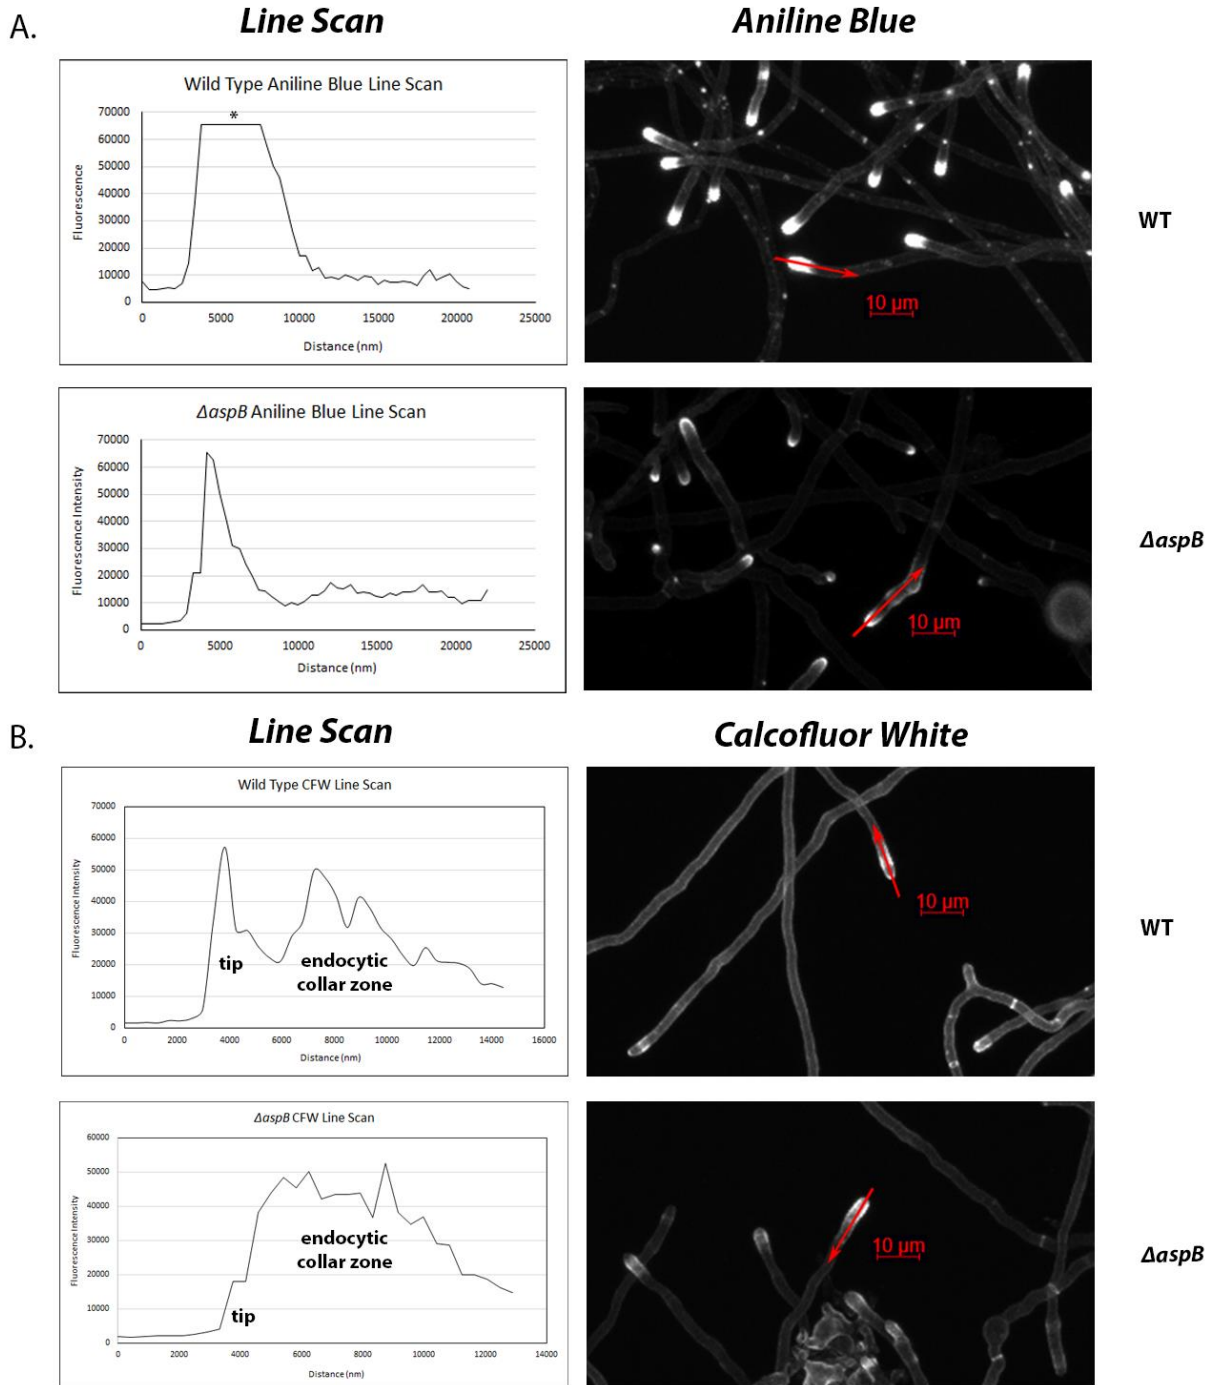 A.
Line Scan
Aniline Blue
Wild Type Aniline Blue Line Scan
*
70000
60000
50000
40000
30000
20000
10000
0
Fluorescence
0 5000 10000 15000 20000 25000
Distance (nm)
10 µm
WT
ΔaspB Aniline Blue Line Scan
70000
60000
50000
40000
30000
20000
10000
0
Fluorescence Intensity
0 5000 10000 15000 20000 25000
Distance (nm)
10 µm
ΔaspB
B.
Line Scan
Calcofluor White
Wild Type CFW Line Scan
70000
60000
50000
40000
30000
20000
10000
0
Fluorescence Intensity
tip
endocytic
collar zone
0 2000 4000 6000 8000 10000 12000 14000 16000
Distance (nm)
10 µm
WT
ΔaspB CFW Line Scan
60000
50000
40000
30000
20000
10000
0
Fluorescence Intensity
endocytic
collar zone
tip
0 2000 4000 6000 8000 10000 12000 14000
Distance (nm)
10 µm
ΔaspB